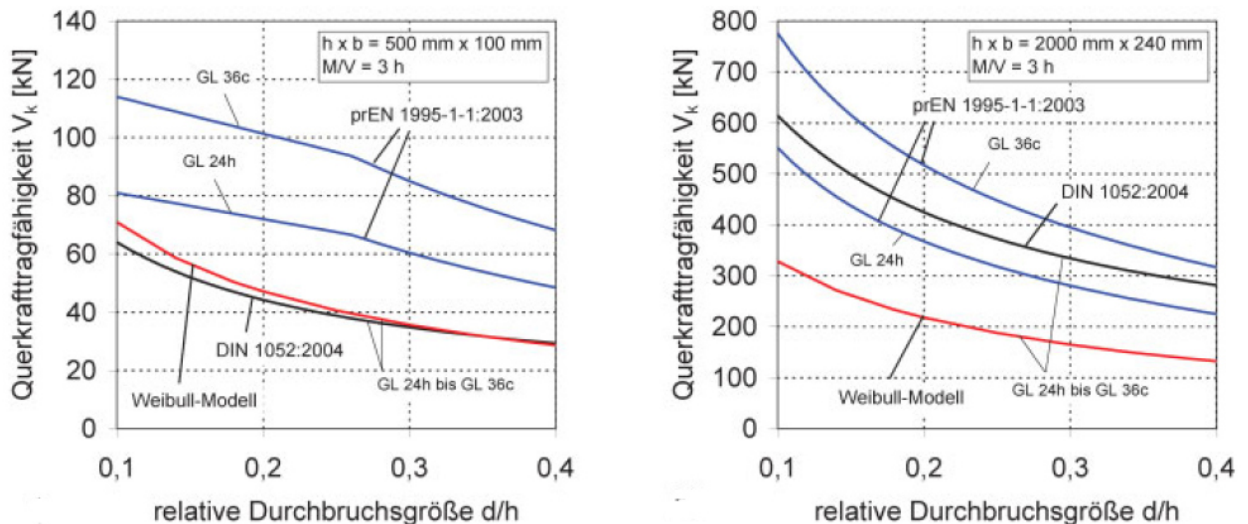 140
120
100
80
60
40
20
0
Querkrafttragfähigkeit Vk [kN]
h x b = 500 mm x 100 mm
M/V = 3 h
GL 36c
prEN 1995-1-1:2003
GL 24h
DIN 1052:2004
GL 24h bis GL 36c
Weibull-Modell
0,1 0,2 0,3 0,4
relative Durchbruchsgröße d/h
800
700
600
500
400
300
200
100
0
Querkrafttragfähigkeit Vk [kN]
h x b = 2000 mm x 240 mm
M/V = 3 h
prEN 1995-1-1:2003
GL 36c
DIN 1052:2004
GL 24h
Weibull-Modell
GL 24h bis GL 36c
0,1 0,2 0,3 0,4
relative Durchbruchsgröße d/h